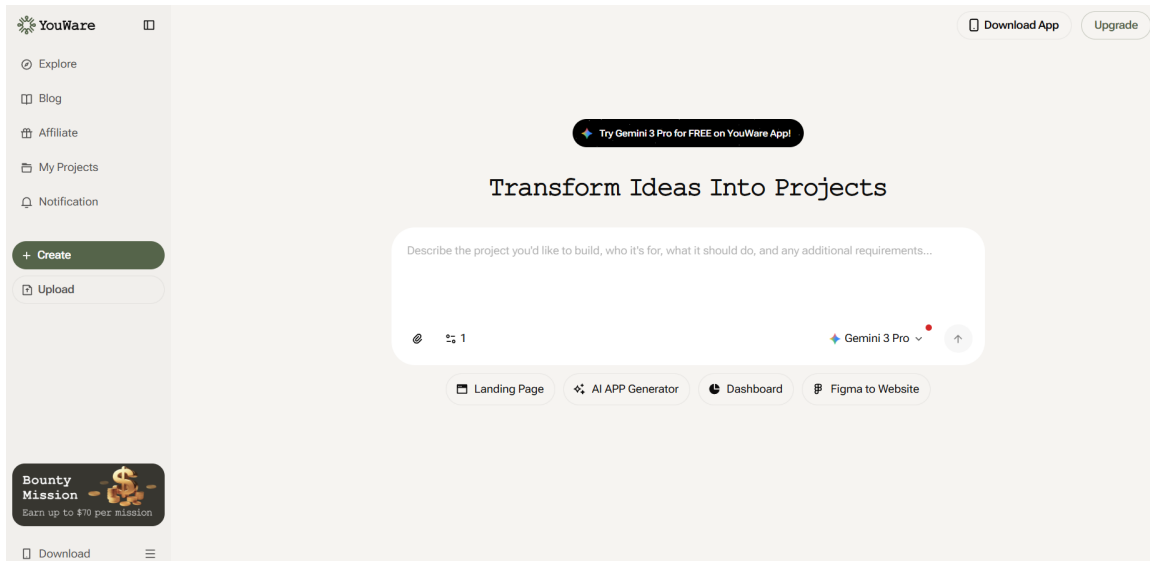 YouWare
Explore
Blog
Affiliate
My Projects
Notification
+ Create
Upload
Bounty
Mission
Earn up to $70 per mission
Download
Download App
Upgrade
Try Gemini 3 Pro for FREE on YouWare App!
Transform Ideas Into Projects
Describe the project you'd like to build, who it's for, what it should do, and any additional requirements...
1
Gemini 3 Pro
Landing Page
AI APP Generator
Dashboard
Figma to Website